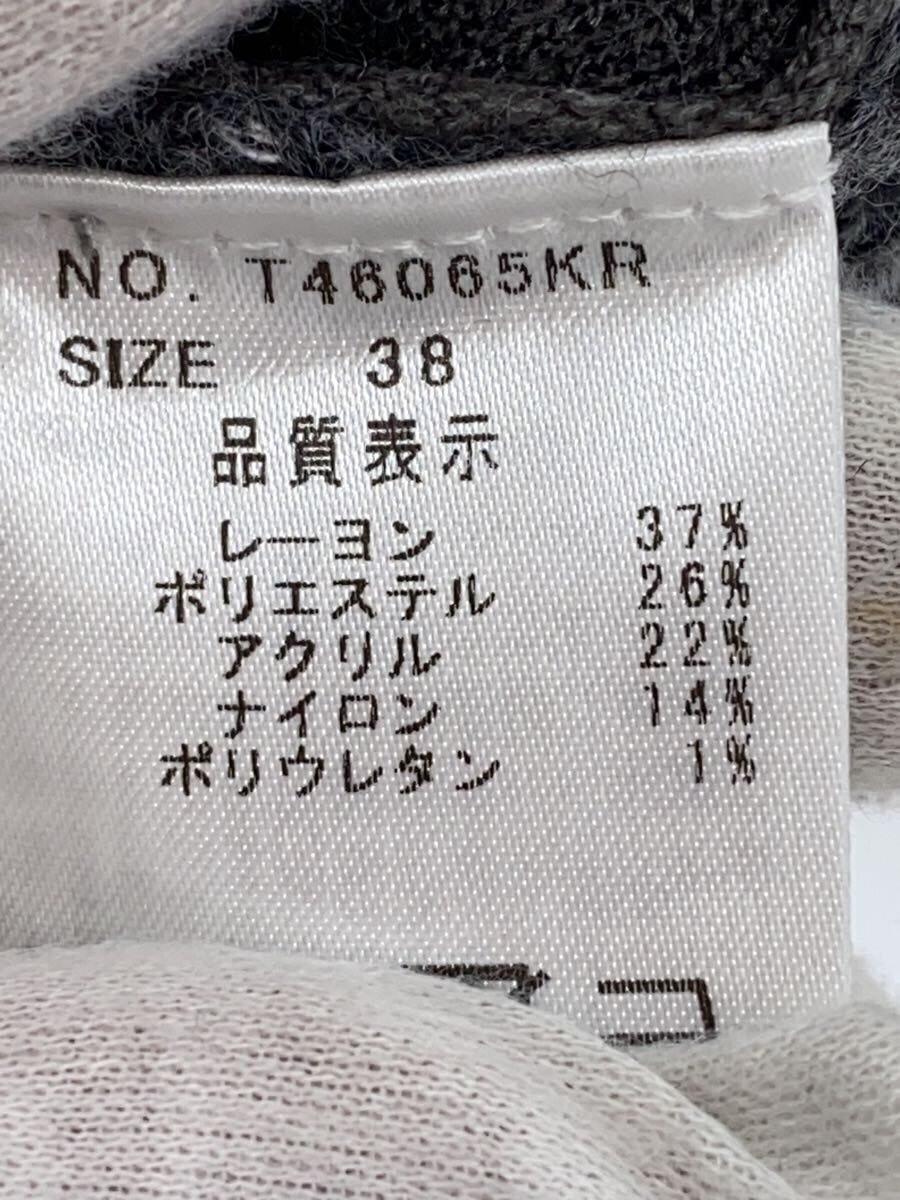 NO. T46065KR
SIZE 38
品質表示
レーヨン 37%
ポリエステル 26%
アクリル 22%
ナイロン 14%
ポリウレタン 1%